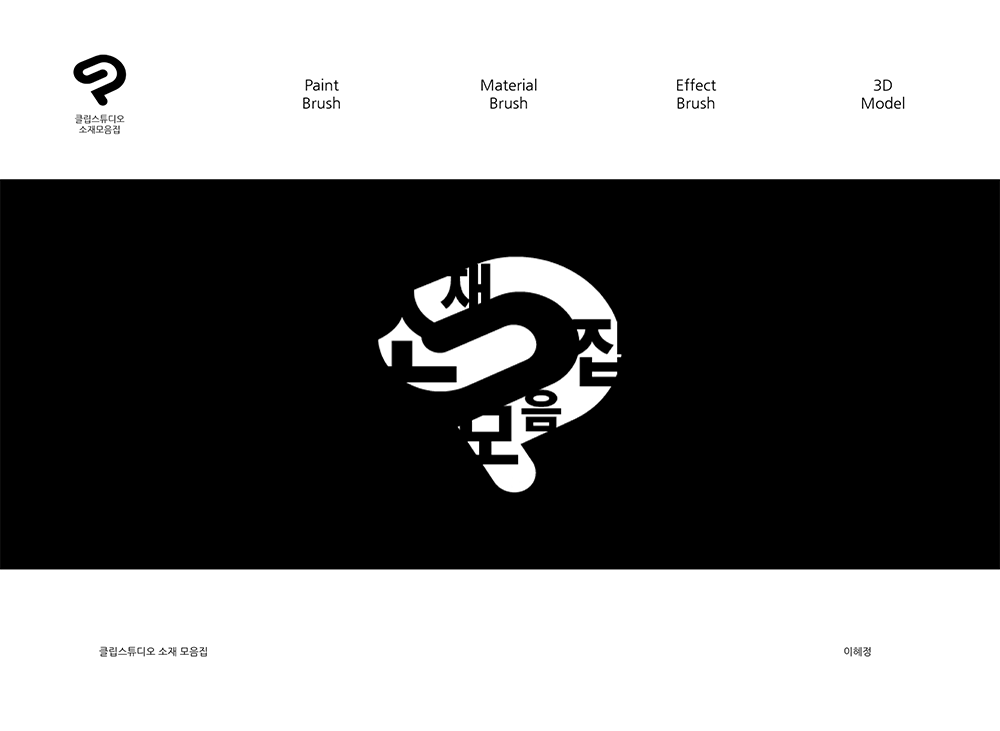 클립스튜디오
소재모음집
Paint
Brush
Material
Brush
Effect
Brush
3D
Model
소
재
모
음
집
클립스튜디오 소재 모음집
이혜정